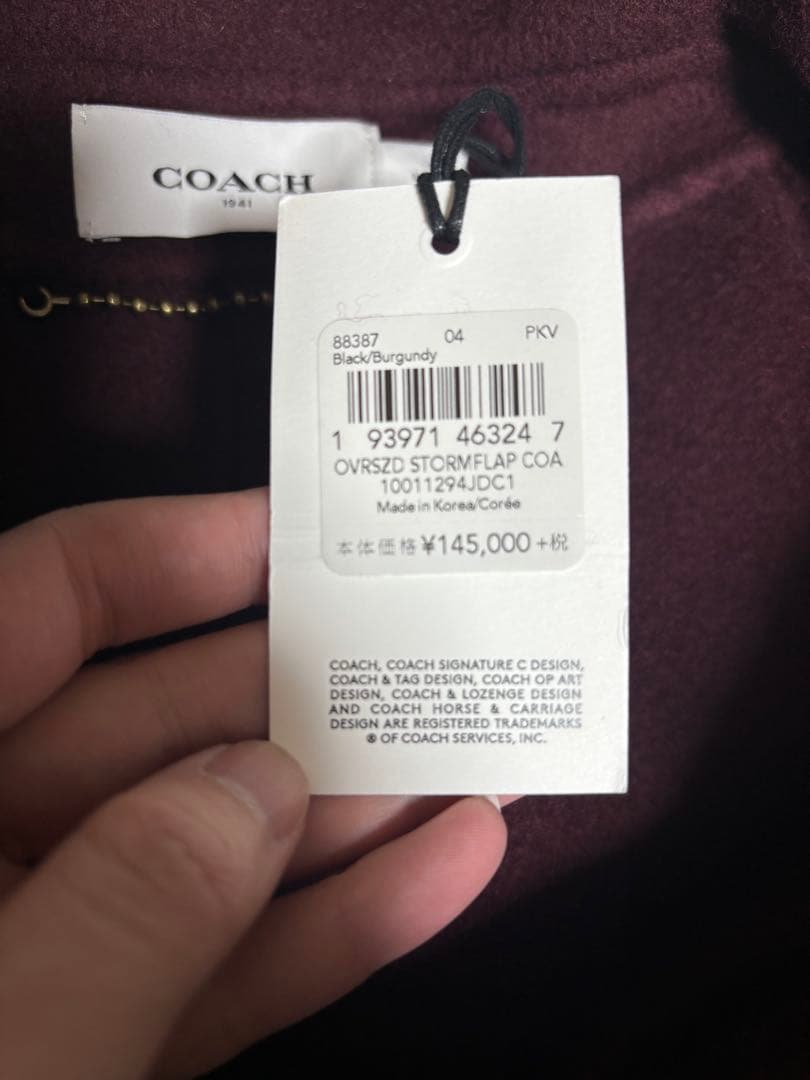 COACH
1941
88387 04 PKV
Black/Burgundy
1 93971 46324 7
OVRSZD STORMFLAP COA
10011294JDC1
Made in Korea/Corée
本体価格 ¥145,000 +税
COACH, COACH SIGNATURE C DESIGN,
COACH & TAG DESIGN, COACH OP ART
DESIGN, COACH & LOZENGE DESIGN
AND COACH HORSE & CARRIAGE
DESIGN ARE REGISTERED TRADEMARKS
® OF COACH SERVICES, INC.